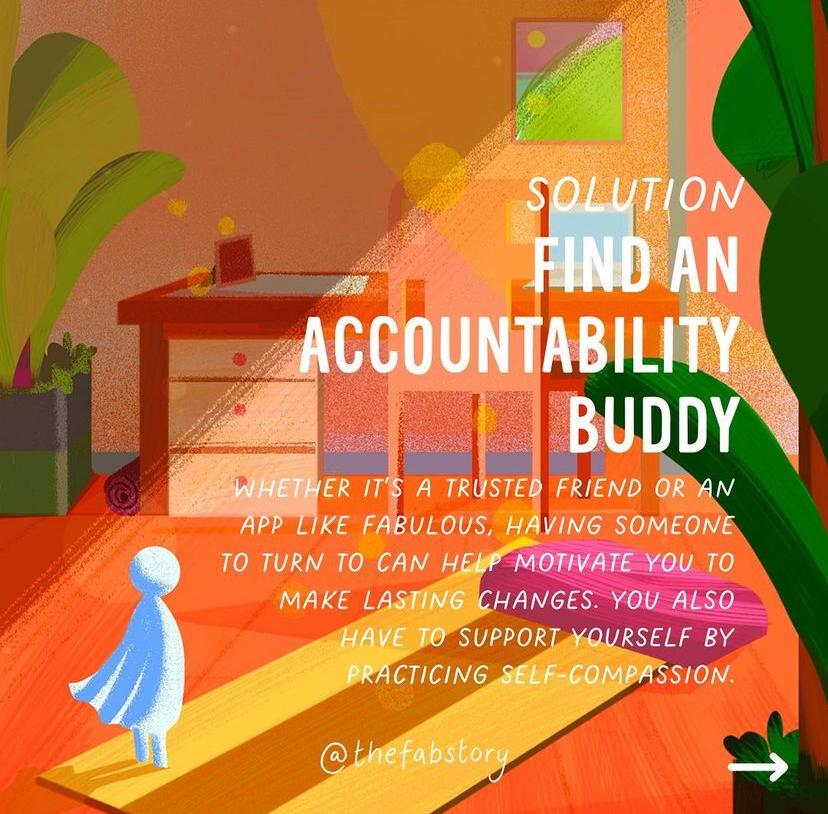 SOLUTION
FIND AN
ACCOUNTABILITY
BUDDY
WHETHER IT'S A TRUSTED FRIEND OR AN
APP LIKE FABULOUS, HAVING SOMEONE
TO TURN TO CAN HELP MOTIVATE YOU TO
MAKE LASTING CHANGES. YOU ALSO
HAVE TO SUPPORT YOURSELF BY
PRACTICING SELF-COMPASSION.
@thefabstory